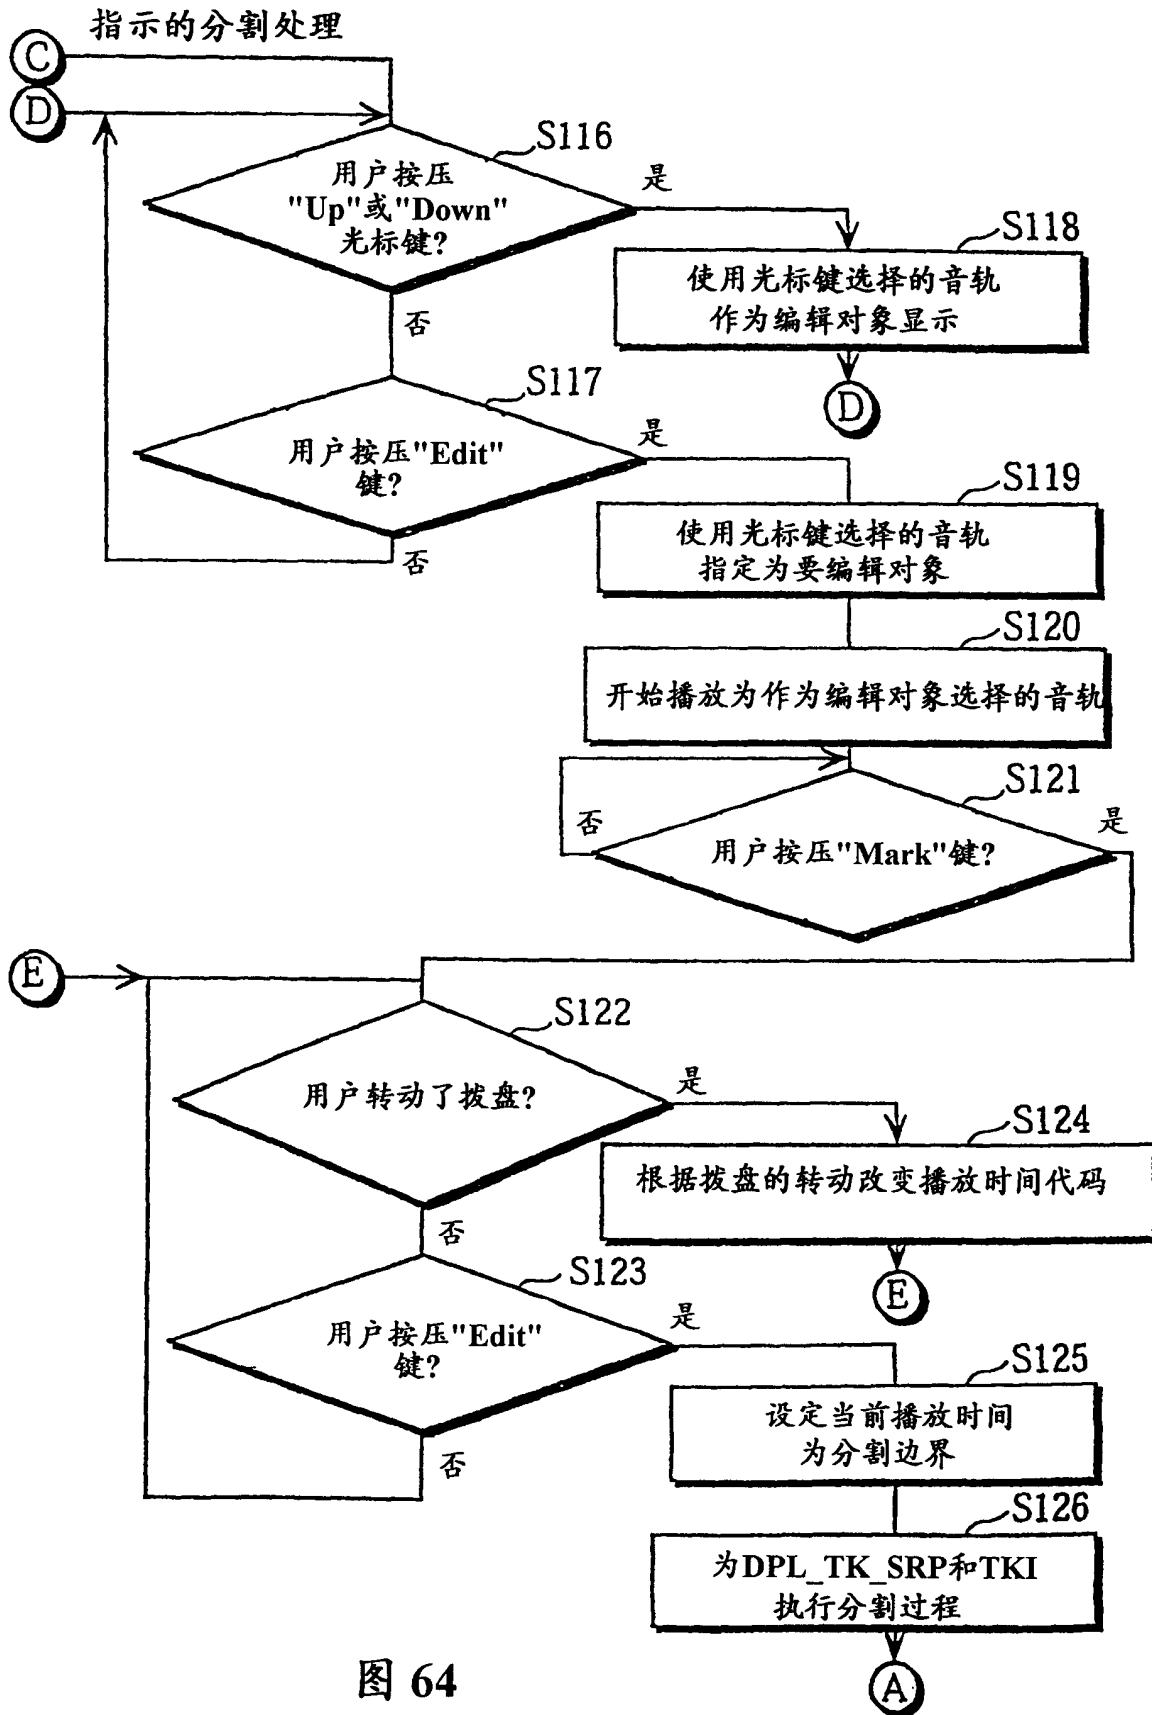 指示的分割处理
C
D
S116
用户按压
"Up"或"Down"
光标键?
是
S118
使用光标键选择的音轨
作为编辑对象显示
D
否
S117
用户按压"Edit"
键?
是
S119
使用光标键选择的音轨
指定为要编辑对象
否
S120
开始播放为作为编辑对象选择的音轨
S121
否
用户按压"Mark"键?
是
E
S122
用户转动了拨盘?
是
S124
根据拨盘的转动改变播放时间代码
E
否
S123
用户按压"Edit"
键?
是
S125
设定当前播放时间
为分割边界
否
S126
为DPL_TK_SRP和TKI
执行分割过程
A
图 64